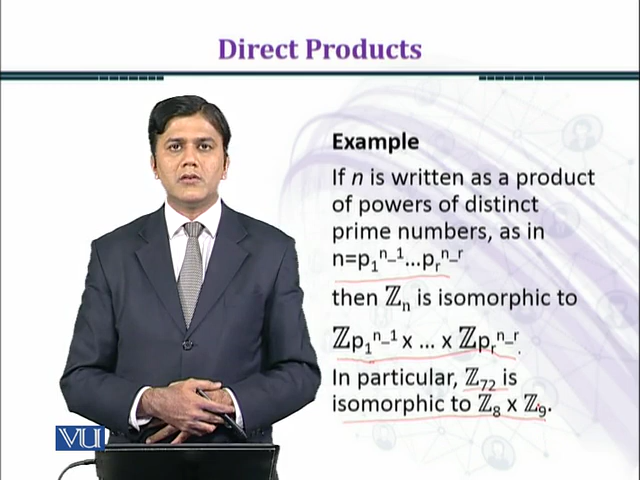 Direct Products
Example
If n is written as a product
of powers of distinct
prime numbers, as in
n=p₁ⁿ₋¹...pᵣⁿ₋ʳ
then ℤₙ is isomorphic to
ℤp₁ⁿ₋¹ x ... x ℤpᵣⁿ₋ʳ.
In particular, ℤ₇₂ is
isomorphic to ℤ₈ x ℤ₉.
VU